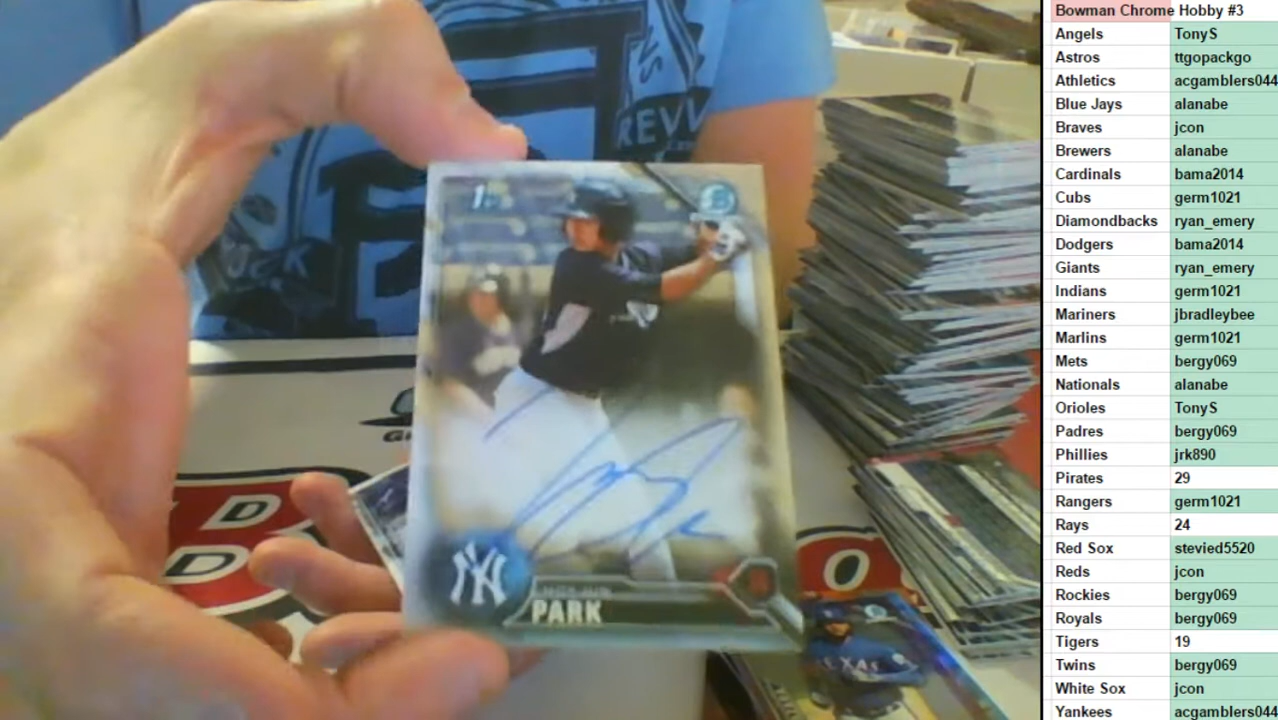 Bowman Chrome Hobby #3
Angels TonyS
Astros ttgopackgo
Athletics acgamblers044
Blue Jays alanabe
Braves jcon
Brewers alanabe
Cardinals bama2014
Cubs germ1021
Diamondbacks ryan_emery
Dodgers bama2014
Giants ryan_emery
Indians germ1021
Mariners jbradleybee
Marlins germ1021
Mets bergy069
Nationals alanabe
Orioles TonyS
Padres bergy069
Phillies jrk890
Pirates 29
Rangers germ1021
Rays 24
Red Sox stevied5520
Reds jcon
Rockies bergy069
Royals bergy069
Tigers 19
Twins bergy069
White Sox jcon
Yankees acgamblers044
REVV
1st
B
NY
PARK
D
D
O